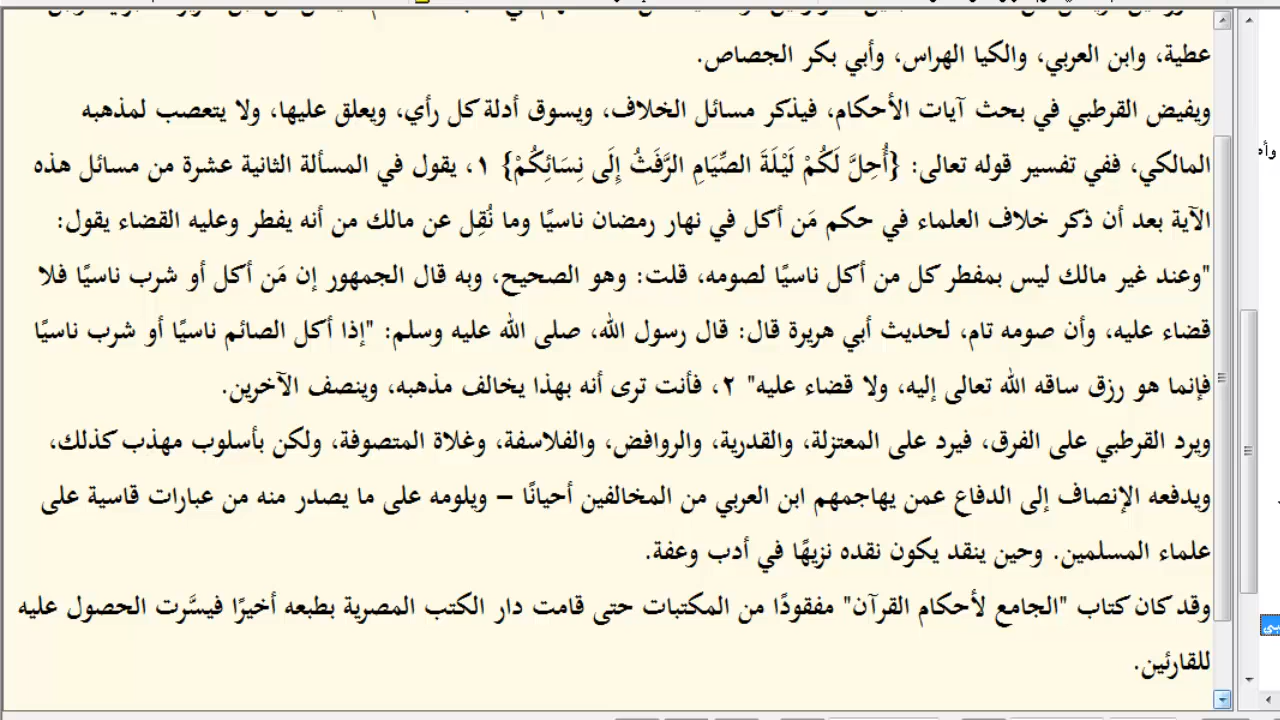 عطية، وابن العربي، والكيا الهراس، وأبي بكر الجصاص.
ويفيض القرطبي في بحث آيات الأحكام، فيذكر مسائل الخلاف، ويسوق أدلة كل رأي، ويعلق عليها، ولا يتعصب لمذهبه
المالكي، ففي تفسير قوله تعالى: {أُحِلَّ لَكُمْ لَيْلَةَ الصِّيَامِ الرَّفَثُ إِلَى نِسَائِكُمْ} ١، يقول في المسألة الثانية عشرة من مسائل هذه
الآية بعد أن ذكر خلاف العلماء في حكم مَن أكل في نهار رمضان ناسيًا وما نُقِل عن مالك من أنه يفطر وعليه القضاء يقول:
"وعند غير مالك ليس بمفطر كل من أكل ناسيًا لصومه، قلت: وهو الصحيح، وبه قال الجمهور إن مَن أكل أو شرب ناسيًا فلا
قضاء عليه، وأن صومه تام، لحديث أبي هريرة قال: قال رسول الله، صلى الله عليه وسلم: "إذا أكل الصائم ناسيًا أو شرب ناسيًا
فإنما هو رزق ساقه الله تعالى إليه، ولا قضاء عليه" ٢، فأنت ترى أنه بهذا يخالف مذهبه، وينصف الآخرين.
ويرد القرطبي على الفرق، فيرد على المعتزلة، والقدرية، والروافض، والفلاسفة، وغلاة المتصوفة، ولكن بأسلوب مهذب كذلك،
ويدفعه الإنصاف إلى الدفاع عمن يهاجمهم ابن العربي من المخالفين أحيانًا – ويلومه على ما يصدر منه من عبارات قاسية على
علماء المسلمين. وحين ينقد يكون نقده نزيهًا في أدب وعفة.
وقد كان كتاب "الجامع لأحكام القرآن" مفقودًا من المكتبات حتى قامت دار الكتب المصرية بطبعه أخيرًا فيسَّرت الحصول عليه
للقارئين.